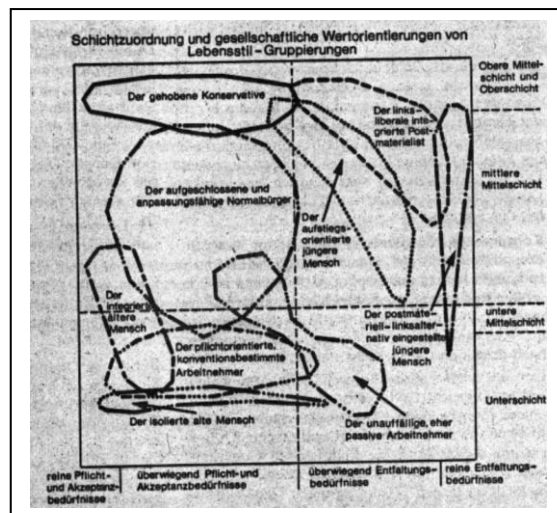 Schichtzuordnung und gesellschaftliche Wertorientierungen von
Lebensstil-Gruppierungen
Obere Mittel-
schicht und
Oberschicht
Der gehobene Konservative
Der links-
liberale inte-
grierte Post-
materialist
mittlere
Mittelschicht
Der aufgeschlossene und
anpassungsfähige Normalbürger
Der
aufstiegs-
orientierte
jüngere
Mensch
Der
integrierte
ältere
Mensch
Der postmate-
riell-linksalter-
nativ eingestellte
jüngere
Mensch
untere
Mittelschicht
Der pflichtorientierte,
konventionsbestimmte
Arbeitnehmer
Unterschicht
Der isolierte alte Mensch
Der unauffällige, eher
passive Arbeitnehmer
reine Pflicht-
und Akzeptanz-
bedürfnisse
überwiegend Pflicht- und
Akzeptanzbedürfnisse
überwiegend Entfaltungs-
bedürfnisse
reine Entfaltungs-
bedürfnisse